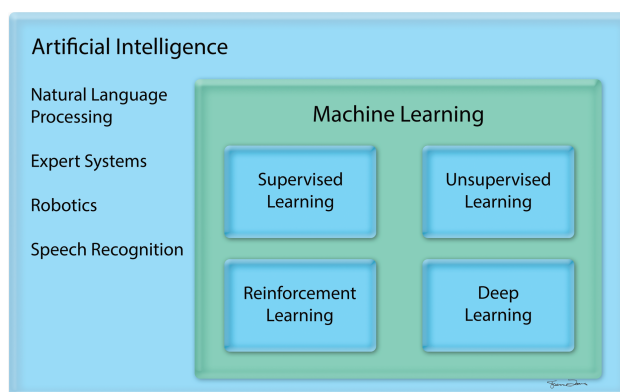 Artificial Intelligence
Natural Language
Processing
Expert Systems
Robotics
Speech Recognition
Machine Learning
Supervised
Learning
Unsupervised
Learning
Reinforcement
Learning
Deep
Learning